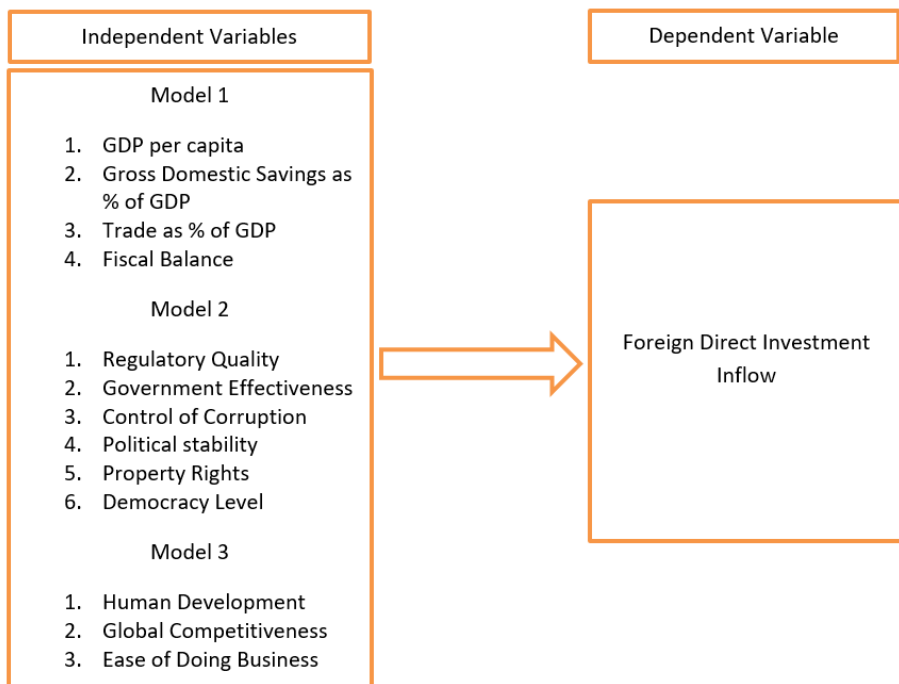 Independent Variables
Dependent Variable
Model 1
1. GDP per capita
2. Gross Domestic Savings as
% of GDP
3. Trade as % of GDP
4. Fiscal Balance
Model 2
1. Regulatory Quality
2. Government Effectiveness
3. Control of Corruption
4. Political stability
5. Property Rights
6. Democracy Level
Model 3
1. Human Development
2. Global Competitiveness
3. Ease of Doing Business
Foreign Direct Investment
Inflow